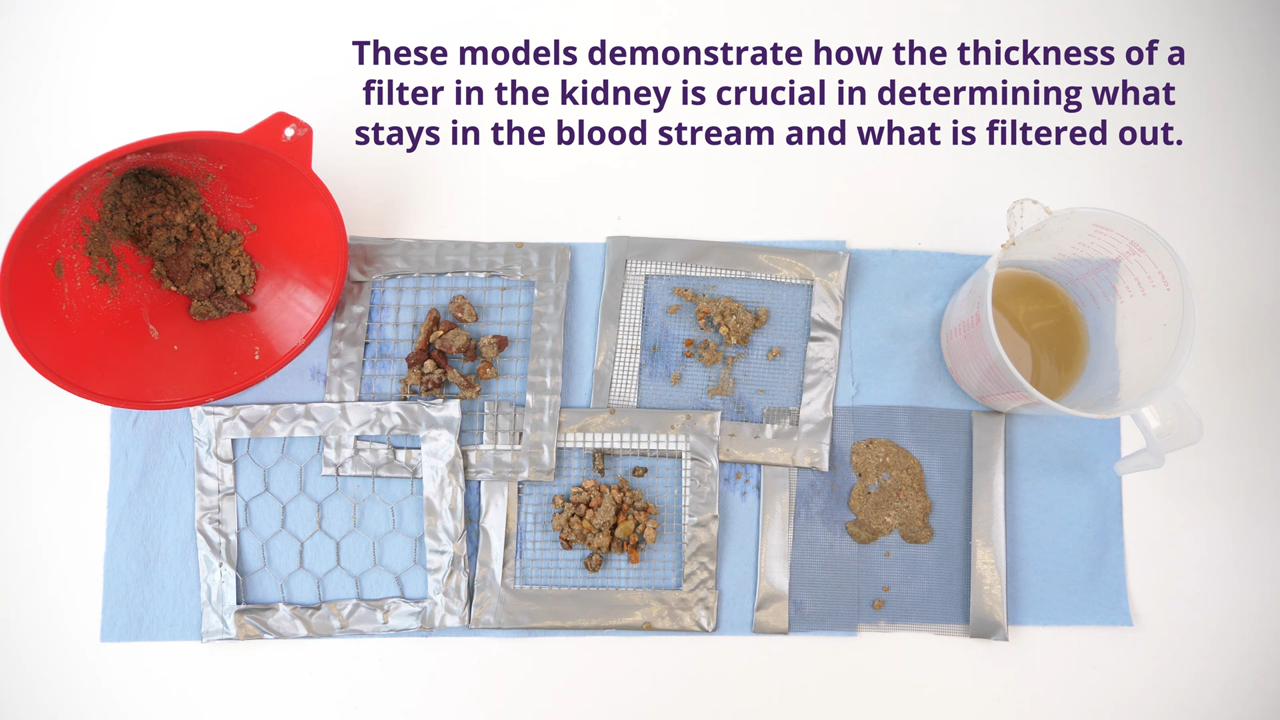 These models demonstrate how the thickness of a
filter in the kidney is crucial in determining what
stays in the blood stream and what is filtered out.